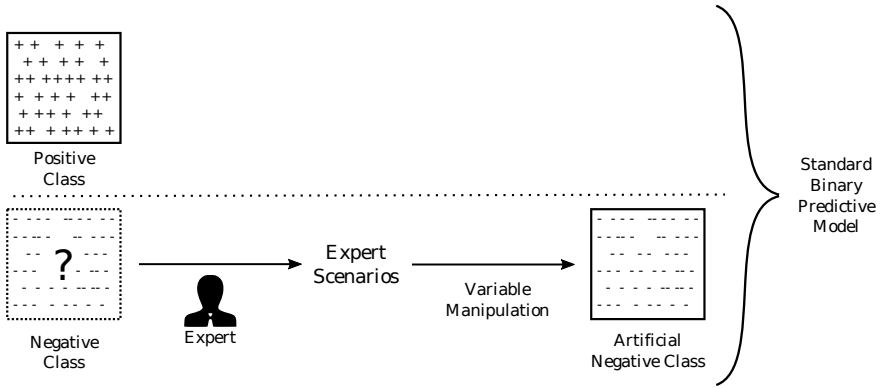 + + + + +
+ + + + +
++ ++++ ++
+ + + + ++
+ ++ + ++
++ + + + + +
Positive
Class
Standard
Binary
Predictive
Model
?
Expert
Scenarios
Variable
Manipulation
Expert
Negative
Class
Artificial
Negative Class